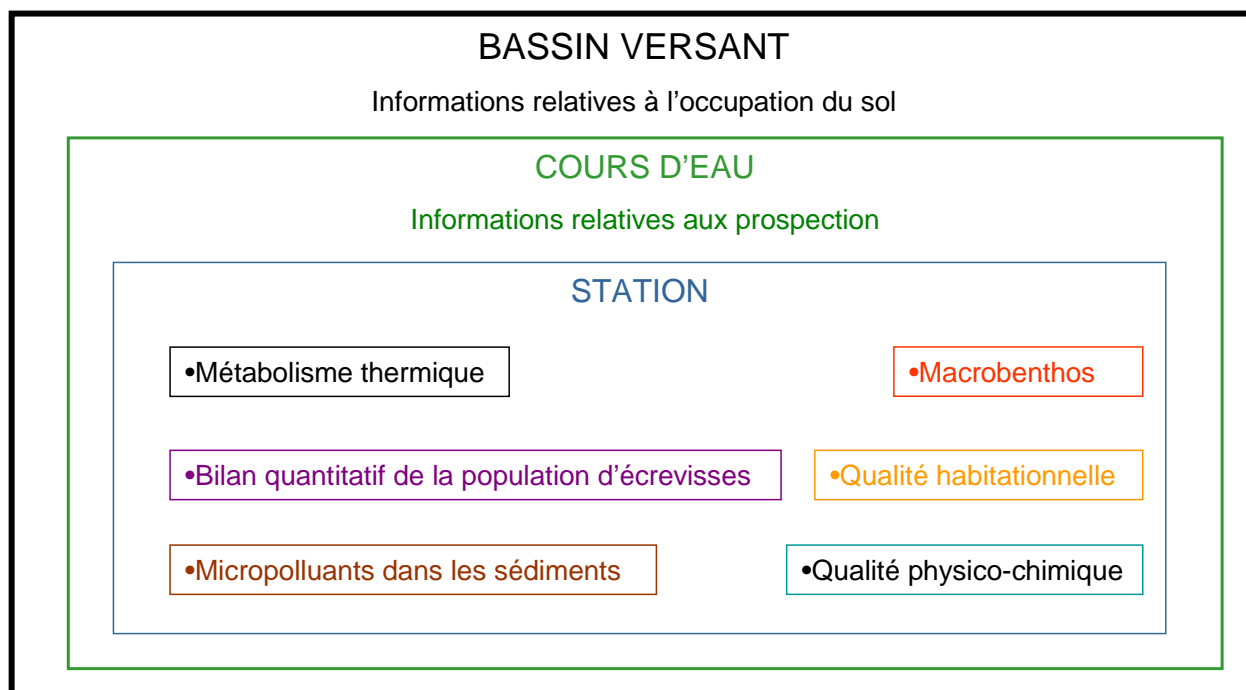 BASSIN VERSANT
Informations relatives à l’occupation du sol
COURS D’EAU
Informations relatives aux prospection
STATION
•Métabolisme thermique
•Macrobenthos
•Bilan quantitatif de la population d’écrevisses
•Qualité habitationnelle
•Micropolluants dans les sédiments
•Qualité physico-chimique